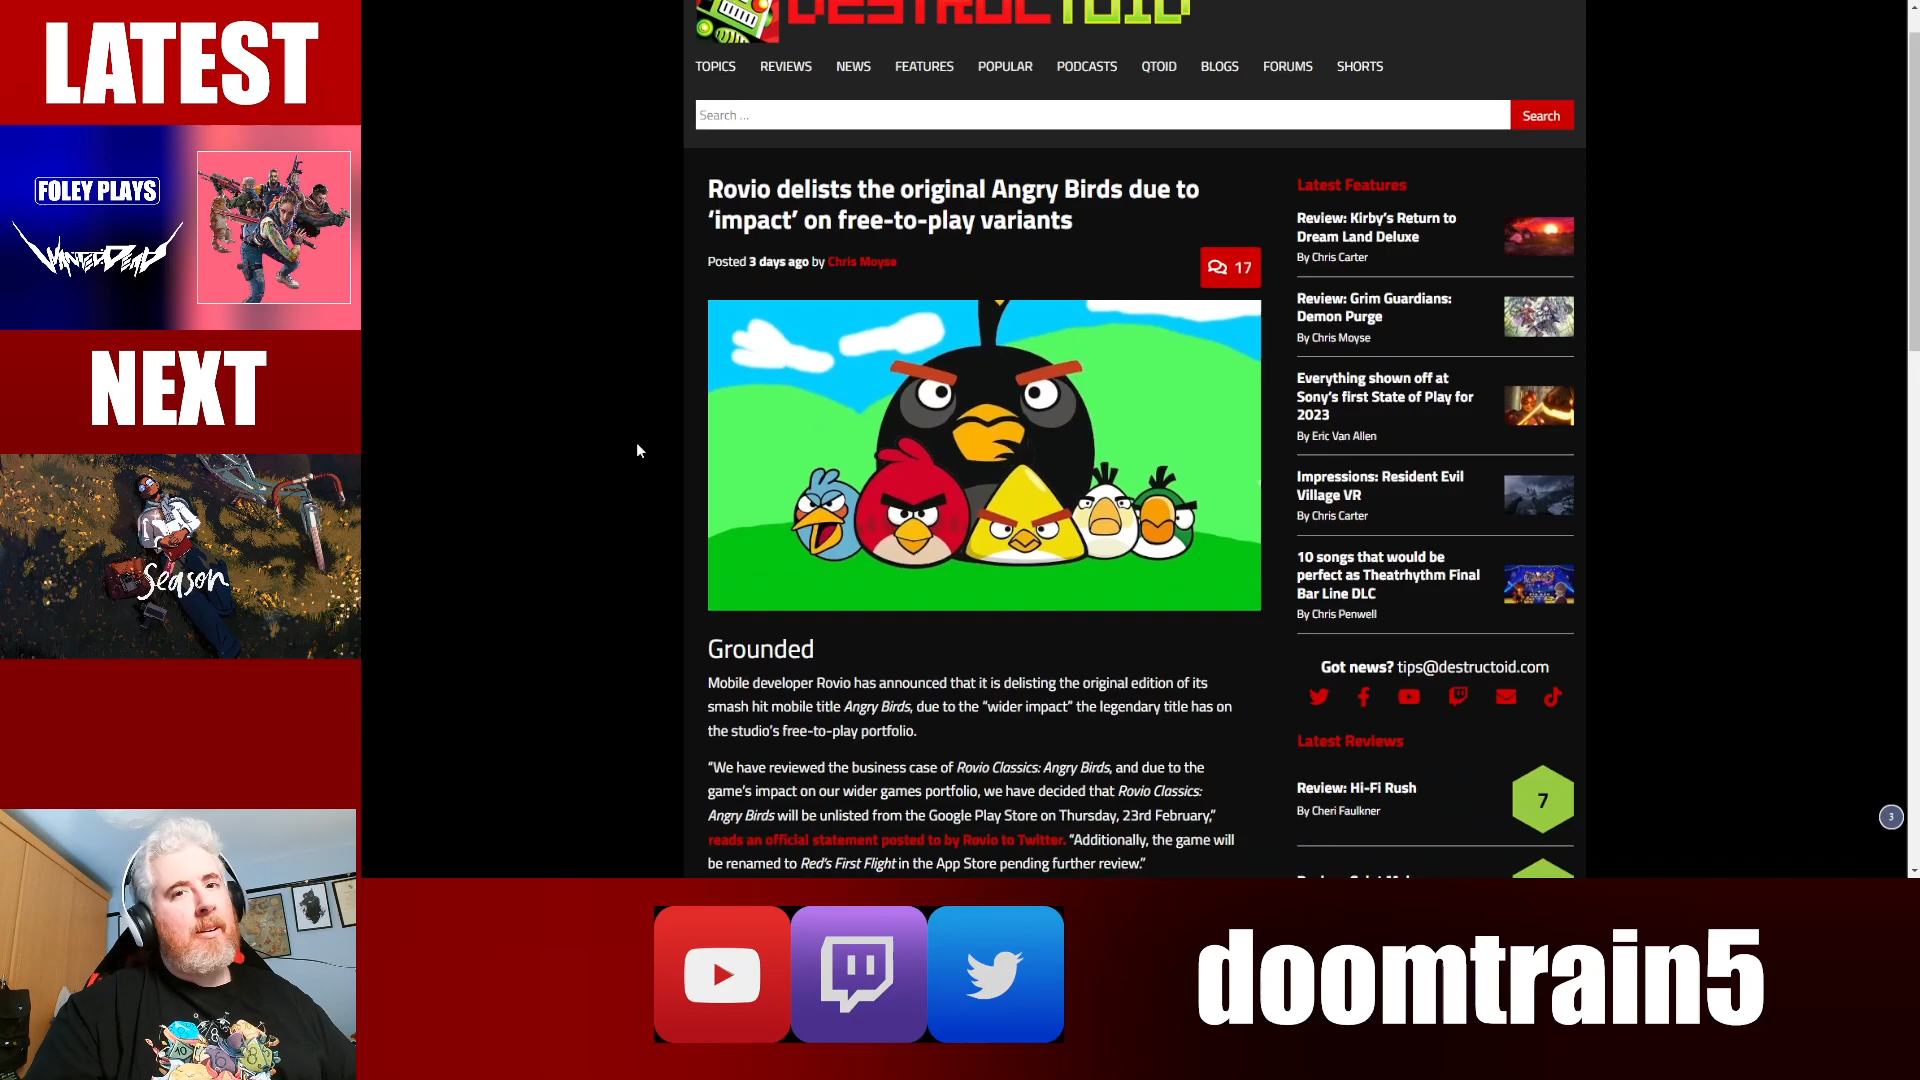 LATEST
FOLEY PLAYS
WANTED: DEAD
NEXT
Season
DESTRUCTOID
TOPICS REVIEWS NEWS FEATURES POPULAR PODCASTS QTOID BLOGS FORUMS SHORTS
Search ...
Search
Rovio delists the original Angry Birds due to
‘impact’ on free-to-play variants
Posted 3 days ago by Chris Moyse
17
Grounded
Mobile developer Rovio has announced that it is delisting the original edition of its
smash hit mobile title Angry Birds, due to the “wider impact” the legendary title has on
the studio’s free-to-play portfolio.
“We have reviewed the business case of Rovio Classics: Angry Birds, and due to the
game’s impact on our wider games portfolio, we have decided that Rovio Classics:
Angry Birds will be unlisted from the Google Play Store on Thursday, 23rd February,”
reads an official statement posted to by Rovio to Twitter. “Additionally, the game will
be renamed to Red’s First Flight in the App Store pending further review.”
Latest Features
Review: Kirby’s Return to
Dream Land Deluxe
By Chris Carter
Review: Grim Guardians:
Demon Purge
By Chris Moyse
Everything shown off at
Sony’s first State of Play for
2023
By Eric Van Allen
Impressions: Resident Evil
Village VR
By Chris Carter
10 songs that would be
perfect as Theatrhythm Final
Bar Line DLC
By Chris Penwell
Got news? tips@destructoid.com
Latest Reviews
Review: Hi-Fi Rush
By Cheri Faulkner
7
3
doomtrain5